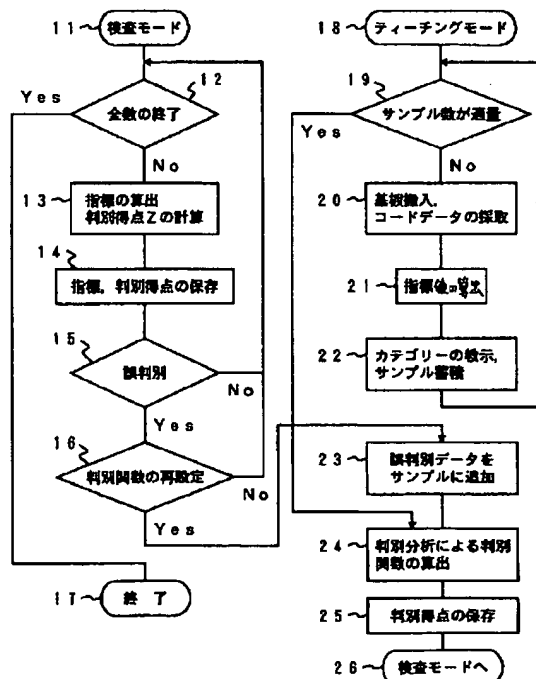 11 検査モード
12
Yes
全数の終了
No
13 指標の算出
判別得点Zの計算
14
指標，判別得点の保存
15
誤判別
No
Yes
16
判別関数の再設定
No
Yes
17 終了
18 ティーチングモード
19
サンプル数が適量
Yes
No
20 基板搬入，
コードデータの採取
21 指標
22 カテゴリーの教示，
サンプル蓄積
23 誤判別データを
サンプルに追加
24 判別分析による判別
関数の算出
25 判別得点の保存
26 検査モードへ